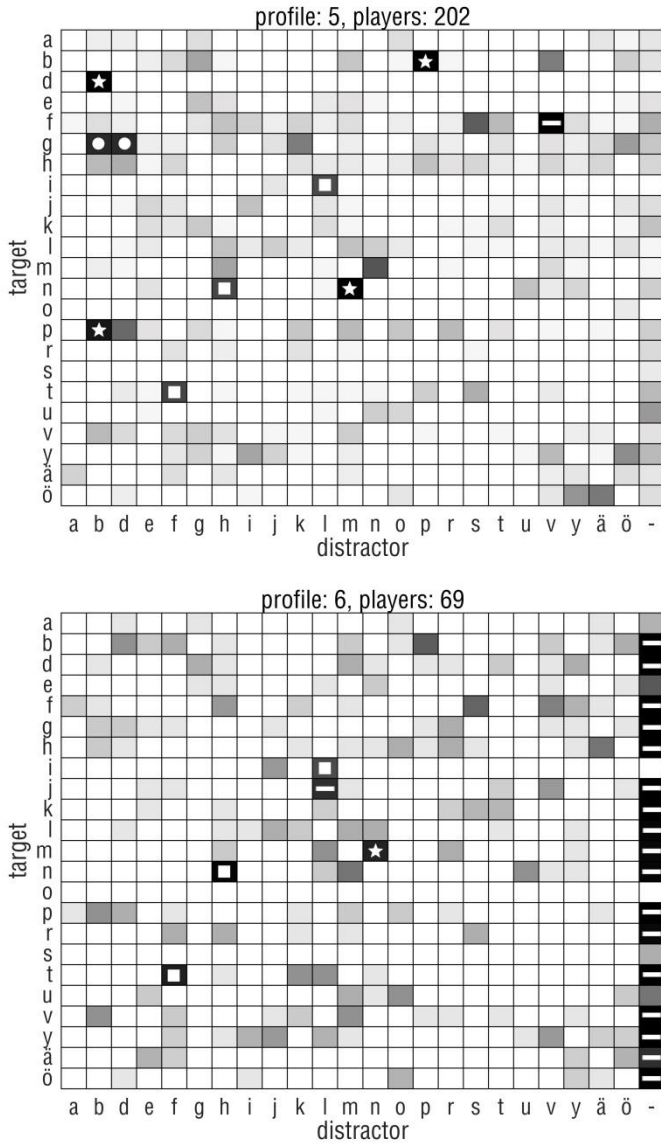 profile: 5, players: 202
target
a
b
d
e
f
g
h
i
j
k
l
m
n
o
p
r
s
t
u
v
y
ä
ö
a b d e f g h i j k l m n o p r s t u v y ä ö -
distractor
profile: 6, players: 69
target
a
b
d
e
f
g
h
i
j
k
l
m
n
o
p
r
s
t
u
v
y
ä
ö
a b d e f g h i j k l m n o p r s t u v y ä ö -
distractor